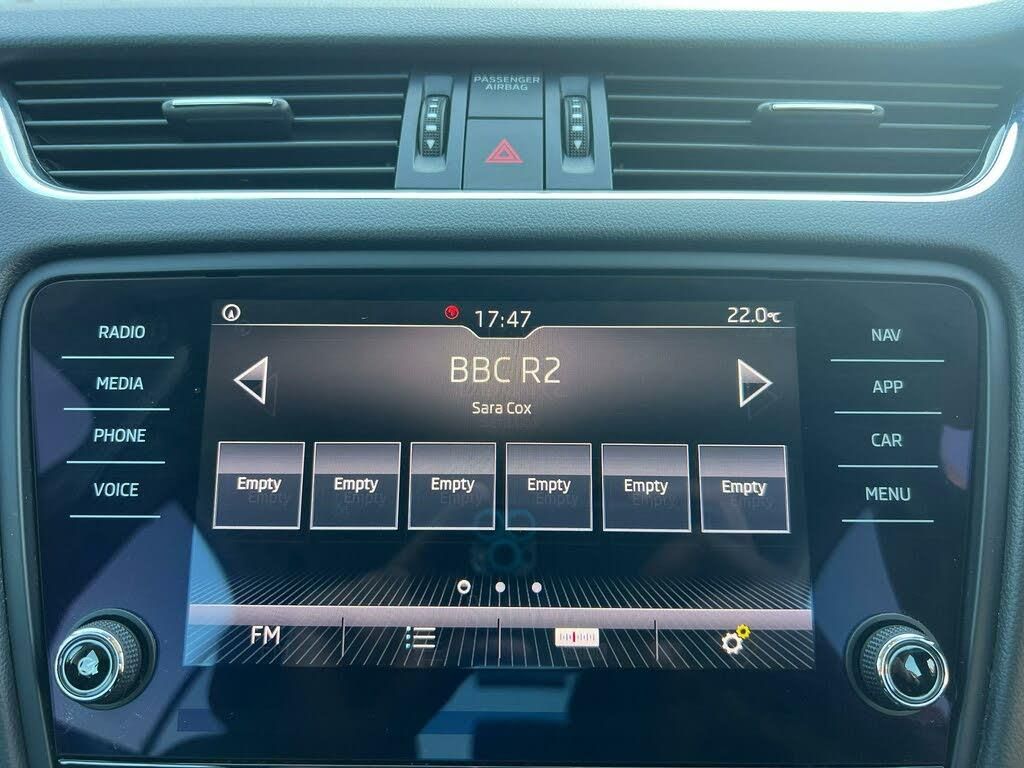 PASSENGER
AIRBAG
17:47
22.0°C
RADIO
MEDIA
PHONE
VOICE
BBC R2
Sara Cox
Empty Empty Empty Empty Empty Empty
FM
NAV
APP
CAR
MENU